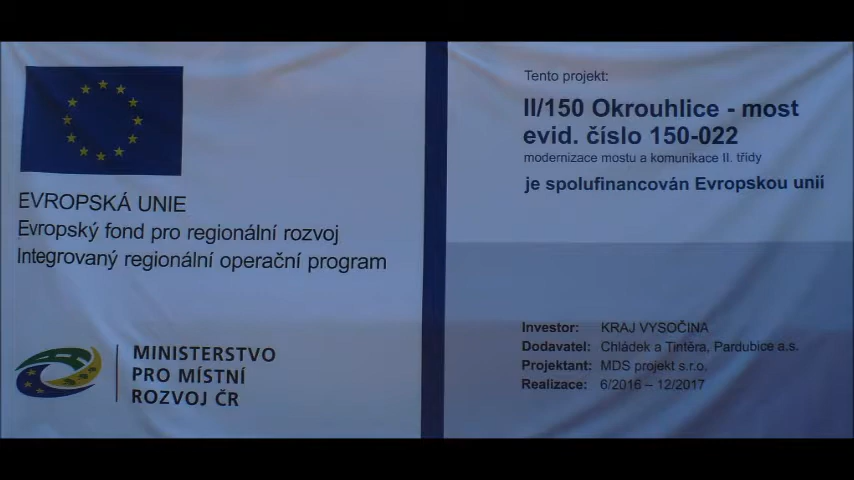 EVROPSKÁ UNIE
Evropský fond pro regionální rozvoj
Integrovaný regionální operační program
MINISTERSTVO
PRO MÍSTNÍ
ROZVOJ ČR
Tento projekt:
II/150 Okrouhlice - most
evid. číslo 150-022
modernizace mostu a komunikace II. třídy
je spolufinancován Evropskou unií
Investor: KRAJ VYSOČINA
Dodavatel: Chládek a Tintěra, Pardubice a.s.
Projektant: MDS projekt s.r.o.
Realizace: 6/2016 – 12/2017